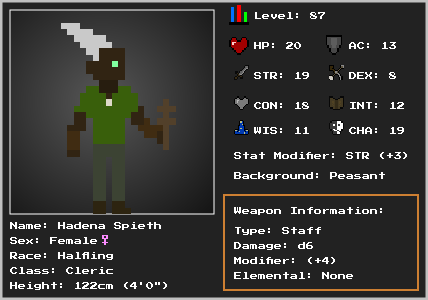 Level: 87
HP: 20 AC: 13
STR: 19 DEX: 8
CON: 18 INT: 12
WIS: 11 CHA: 19
Stat Modifier: STR (+3)
Background: Peasant
Weapon Information:
Type: Staff
Damage: d6
Modifier: (+4)
Elemental: None
Name: Hadena Spieth
Sex: Female♀
Race: Halfling
Class: Cleric
Height: 122cm (4'0")